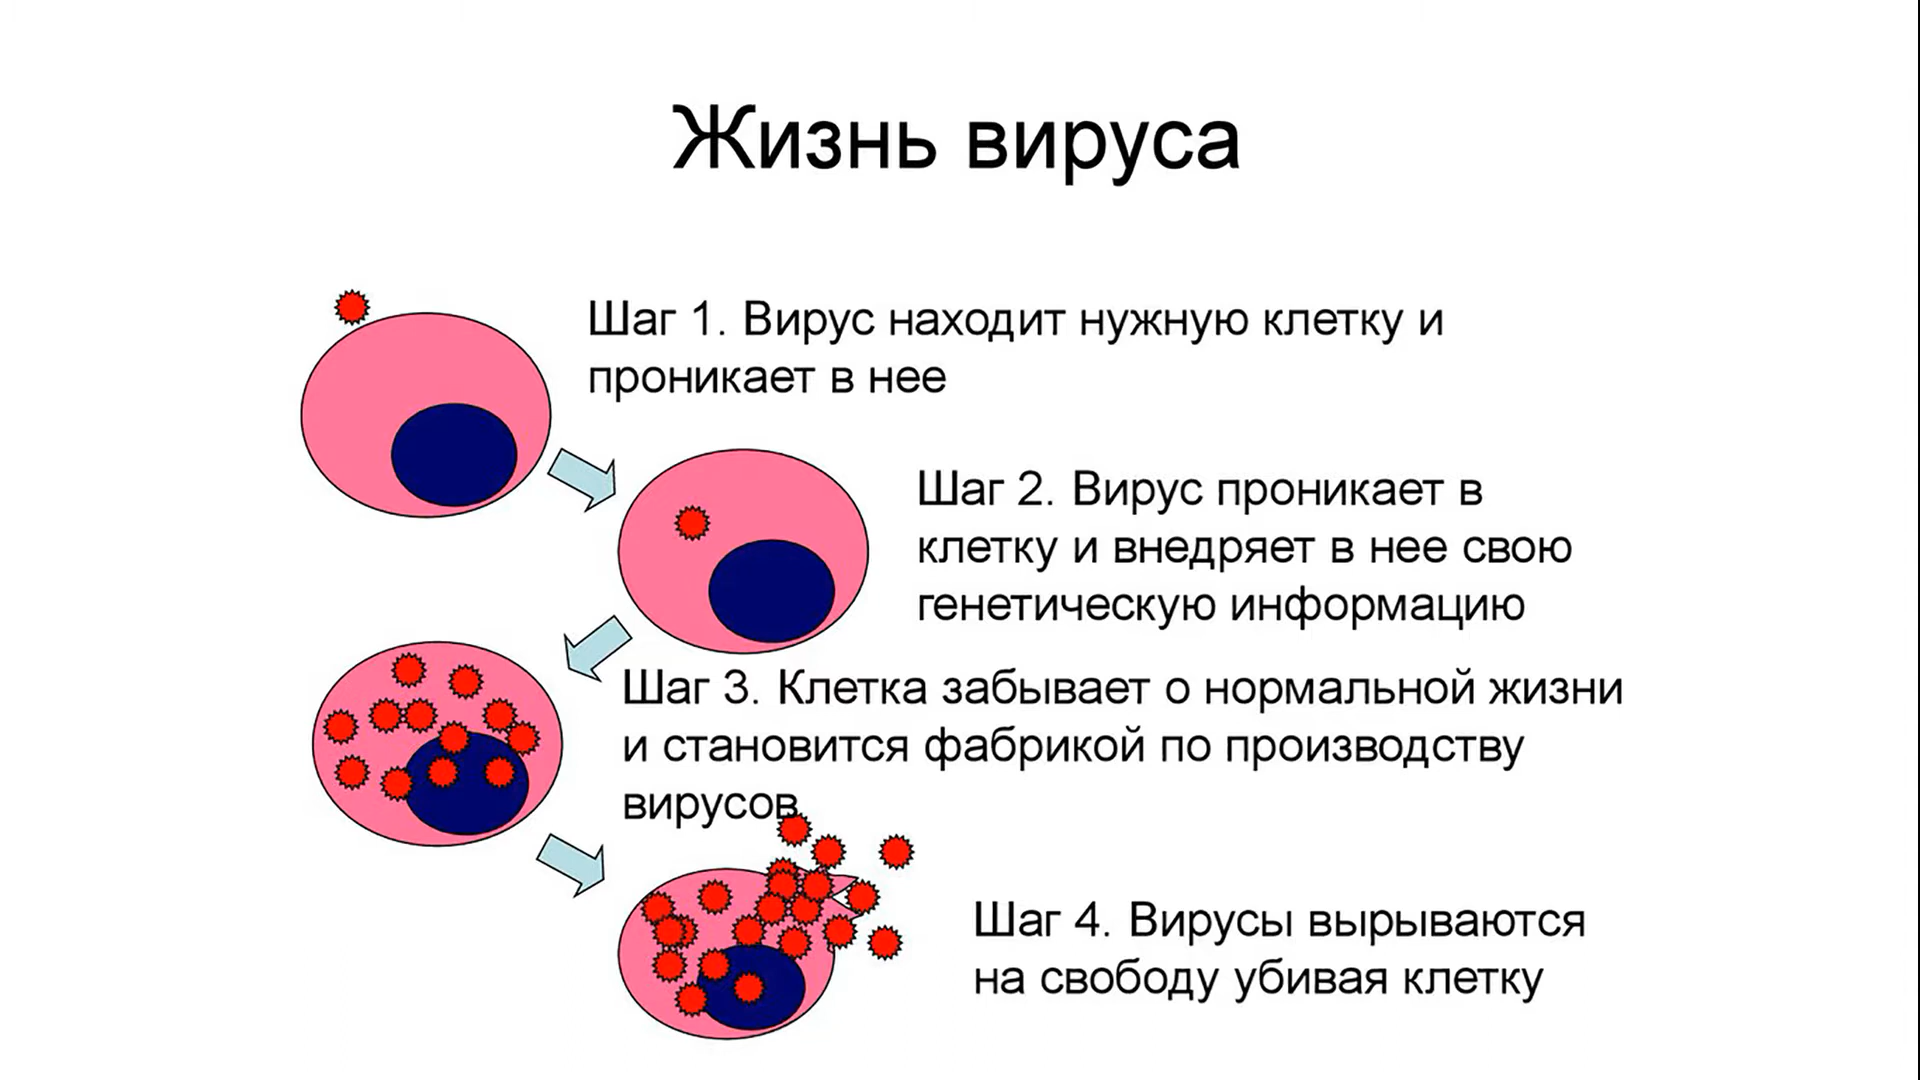 Жизнь вируса
Шаг 1. Вирус находит нужную клетку и
проникает в нее
Шаг 2. Вирус проникает в
клетку и внедряет в нее свою
генетическую информацию
Шаг 3. Клетка забывает о нормальной жизни
и становится фабрикой по производству
вирусов
Шаг 4. Вирусы вырываются
на свободу убивая клетку